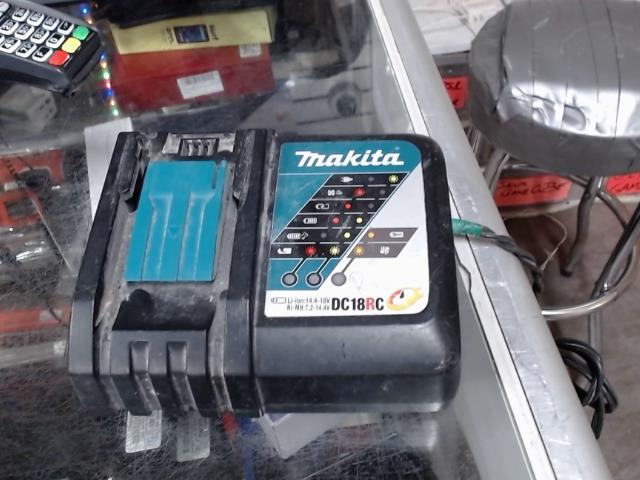 makita
Li-ion:14.4-18V
Ni-MH:7.2-14.4V
DC18RC